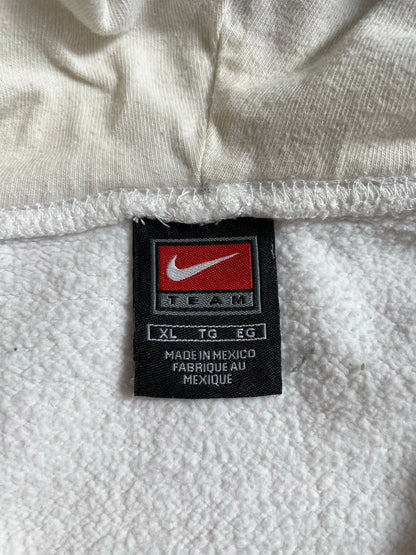 TEAM
XL TG EG
MADE IN MEXICO
FABRIQUE AU
MEXIQUE